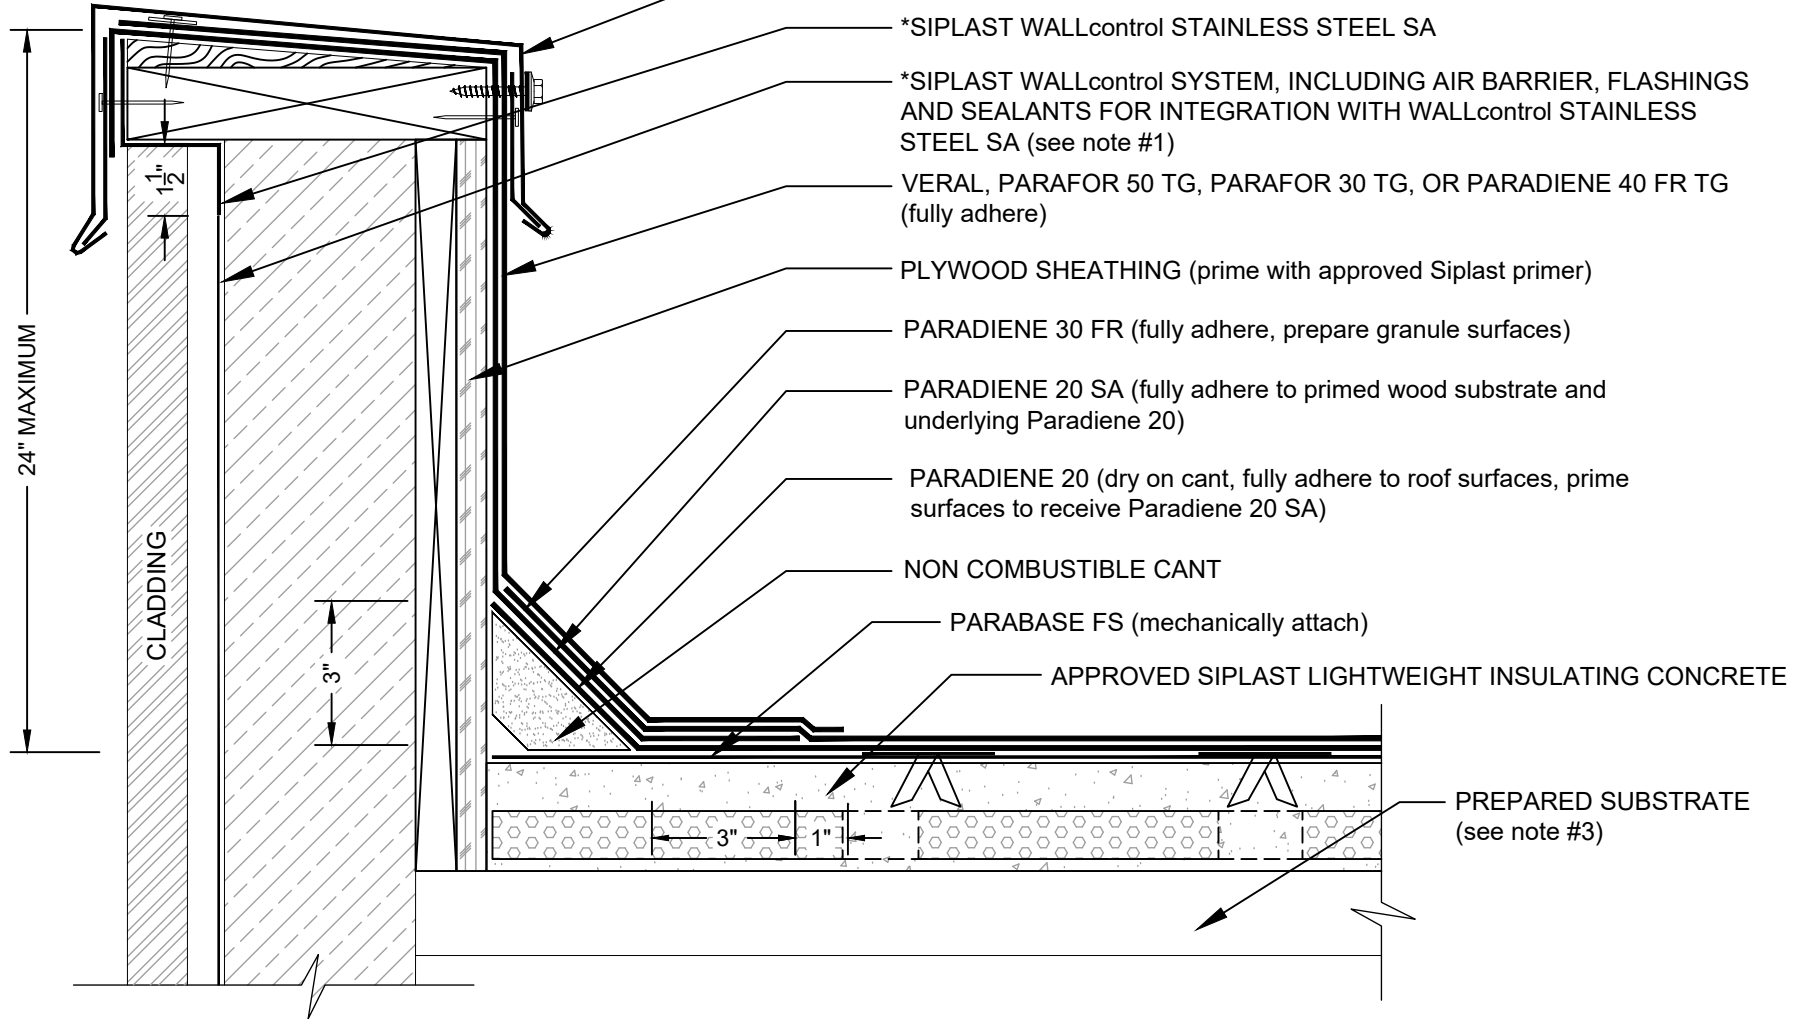 *SIPLAST WALLcontrol STAINLESS STEEL SA
*SIPLAST WALLcontrol SYSTEM, INCLUDING AIR BARRIER, FLASHINGS
AND SEALANTS FOR INTEGRATION WITH WALLcontrol STAINLESS
STEEL SA (see note #1)
VERAL, PARAFOR 50 TG, PARAFOR 30 TG, OR PARADIENE 40 FR TG
(fully adhere)
PLYWOOD SHEATHING (prime with approved Siplast primer)
PARADIENE 30 FR (fully adhere, prepare granule surfaces)
PARADIENE 20 SA (fully adhere to primed wood substrate and
underlying Paradiene 20)
PARADIENE 20 (dry on cant, fully adhere to roof surfaces, prime
surfaces to receive Paradiene 20 SA)
NON COMBUSTIBLE CANT
PARABASE FS (mechanically attach)
APPROVED SIPLAST LIGHTWEIGHT INSULATING CONCRETE
PREPARED SUBSTRATE
(see note #3)
24" MAXIMUM
CLADDING
1 1/2"
3"
3"
1"